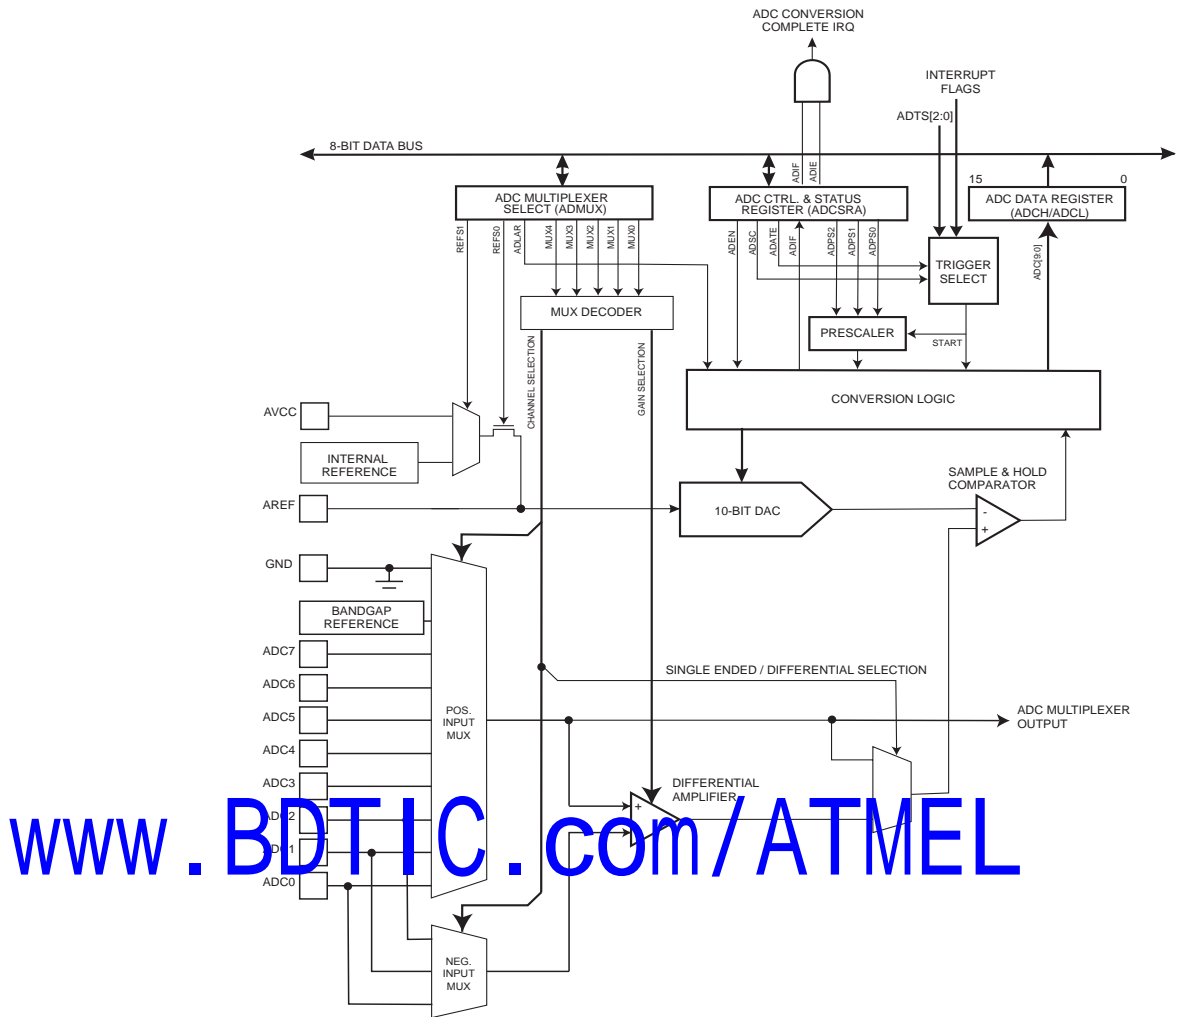 ADC CONVERSION
COMPLETE IRQ
INTERRUPT
FLAGS
ADTS[2:0]
8-BIT DATA BUS
ADIF
ADIE
15
0
ADC MULTIPLEXER
SELECT (ADMUX)
ADC CTRL. & STATUS
REGISTER (ADCSRA)
ADC DATA REGISTER
(ADCH/ADCL)
REFS1
REFS0
ADLAR
MUX4
MUX3
MUX2
MUX1
MUX0
ADEN
ADSC
ADATE
ADIF
ADPS2
ADPS1
ADPS0
ADC[9:0]
TRIGGER
SELECT
MUX DECODER
PRESCALER
START
CHANNEL SELECTION
GAIN SELECTION
CONVERSION LOGIC
AVCC
INTERNAL
REFERENCE
SAMPLE & HOLD
COMPARATOR
AREF
10-BIT DAC
-
+
GND
BANDGAP
REFERENCE
ADC7
SINGLE ENDED / DIFFERENTIAL SELECTION
ADC6
ADC5
POS.
INPUT
MUX
ADC MULTIPLEXER
OUTPUT
ADC4
ADC3
DIFFERENTIAL
AMPLIFIER
+
ADC2
www.BDTIC.com/ATMEL
ADC1
-
ADC0
NEG.
INPUT
MUX